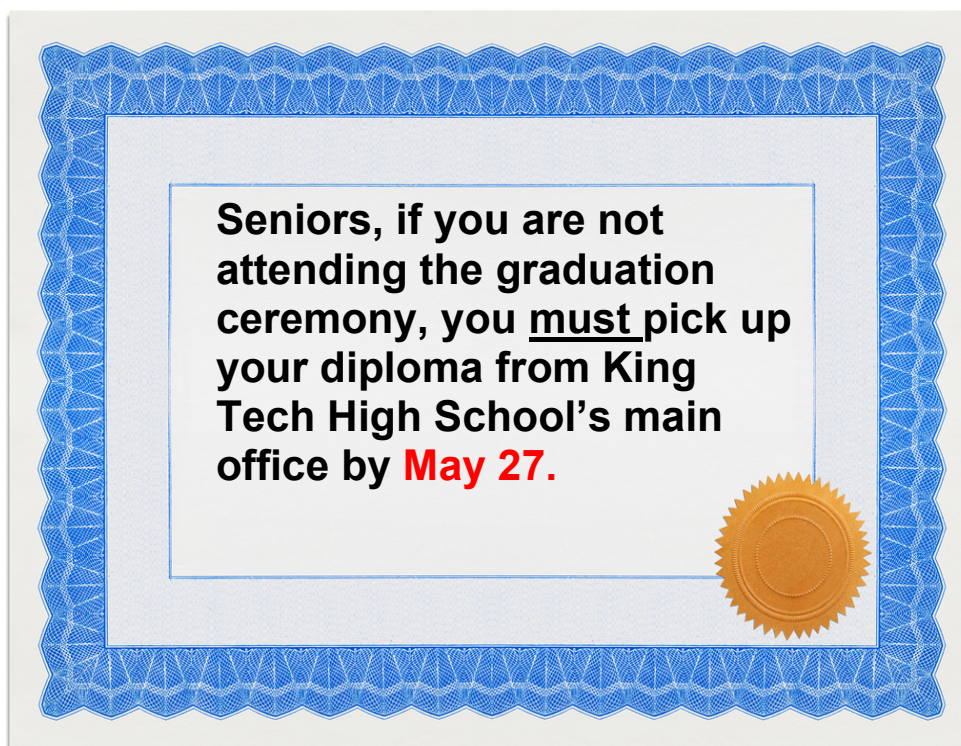 Seniors, if you are not
attending the graduation
ceremony, you must pick up
your diploma from King
Tech High School’s main
office by May 27.